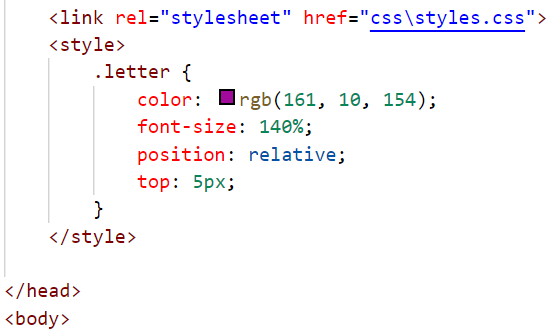 <link rel="stylesheet" href="css\styles.css">
<style>
.letter {
color: rgb(161, 10, 154);
font-size: 140%;
position: relative;
top: 5px;
}
</style>
</head>
<body>